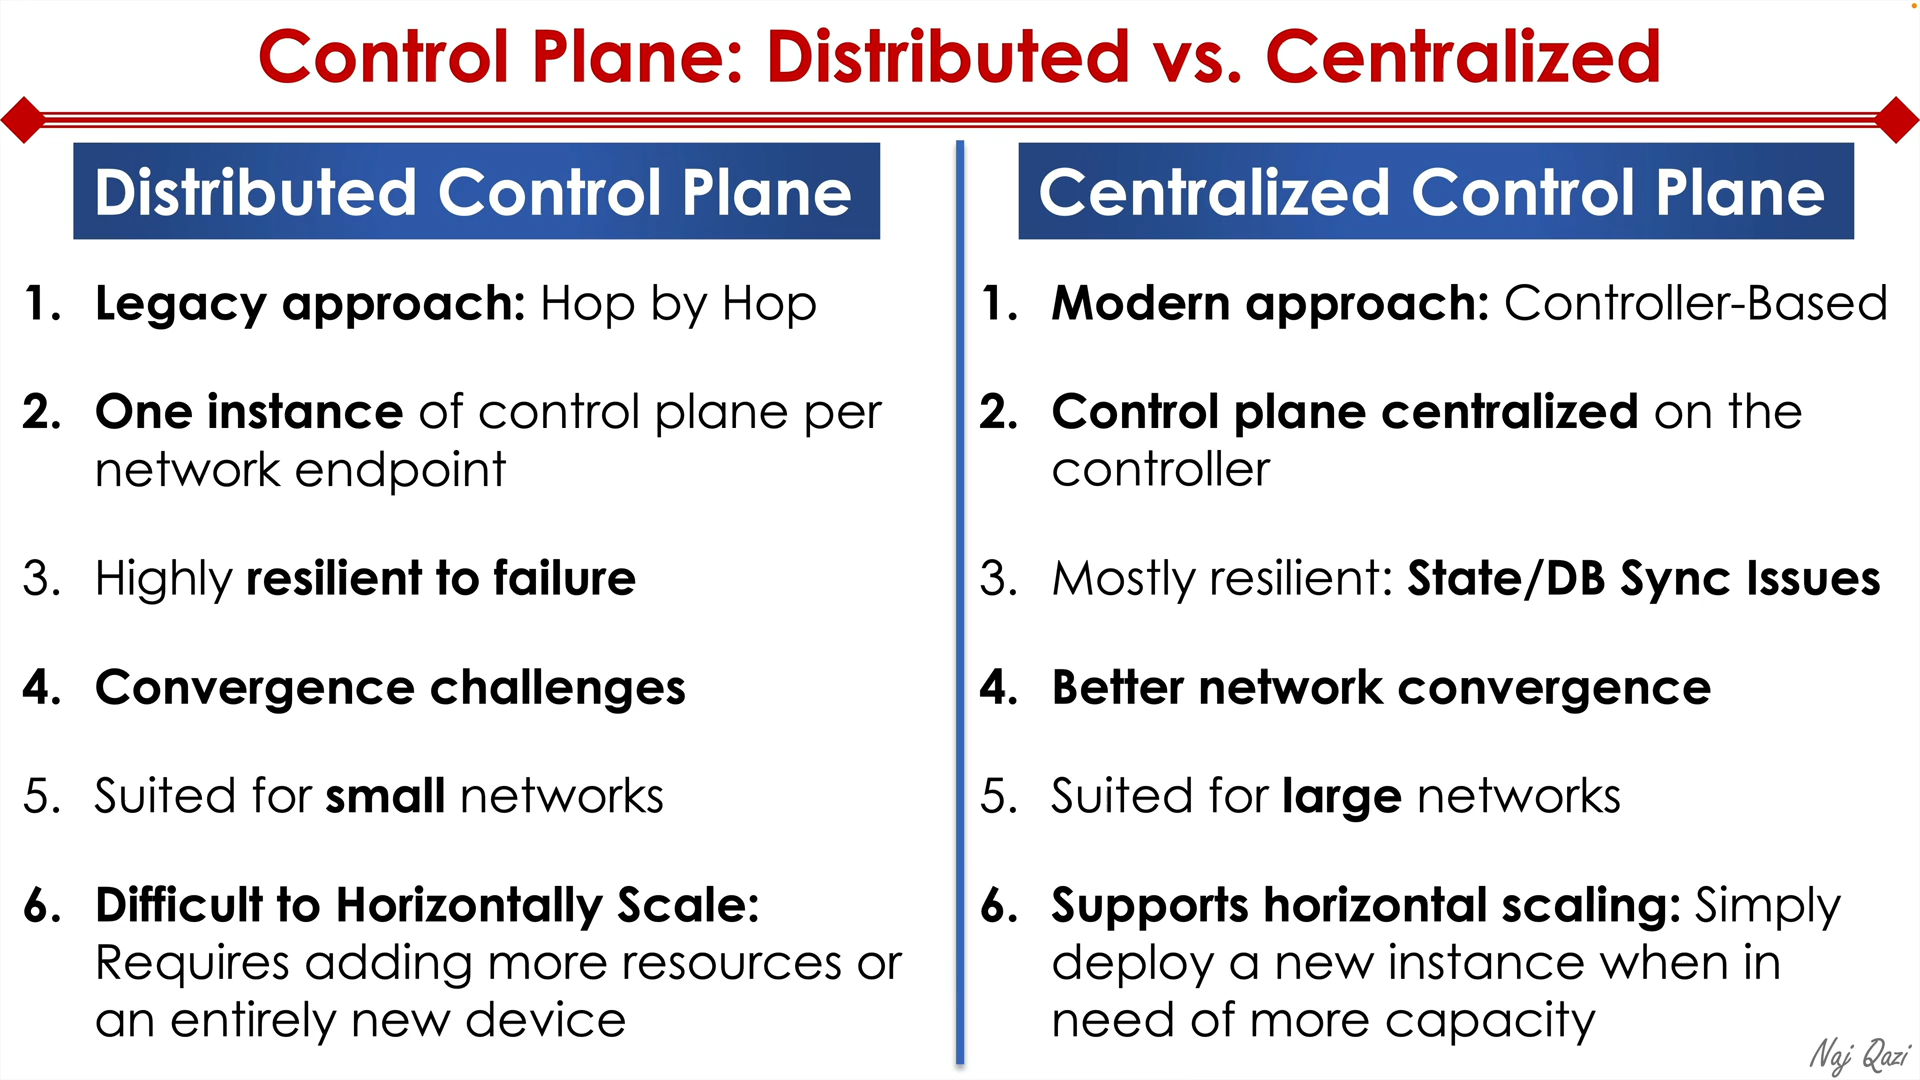 Control Plane: Distributed vs. Centralized
Distributed Control Plane
1. Legacy approach: Hop by Hop
2. One instance of control plane per
network endpoint
3. Highly resilient to failure
4. Convergence challenges
5. Suited for small networks
6. Difficult to Horizontally Scale:
Requires adding more resources or
an entirely new device
Centralized Control Plane
1. Modern approach: Controller-Based
2. Control plane centralized on the
controller
3. Mostly resilient: State/DB Sync Issues
4. Better network convergence
5. Suited for large networks
6. Supports horizontal scaling: Simply
deploy a new instance when in
need of more capacity
Naj Qazi